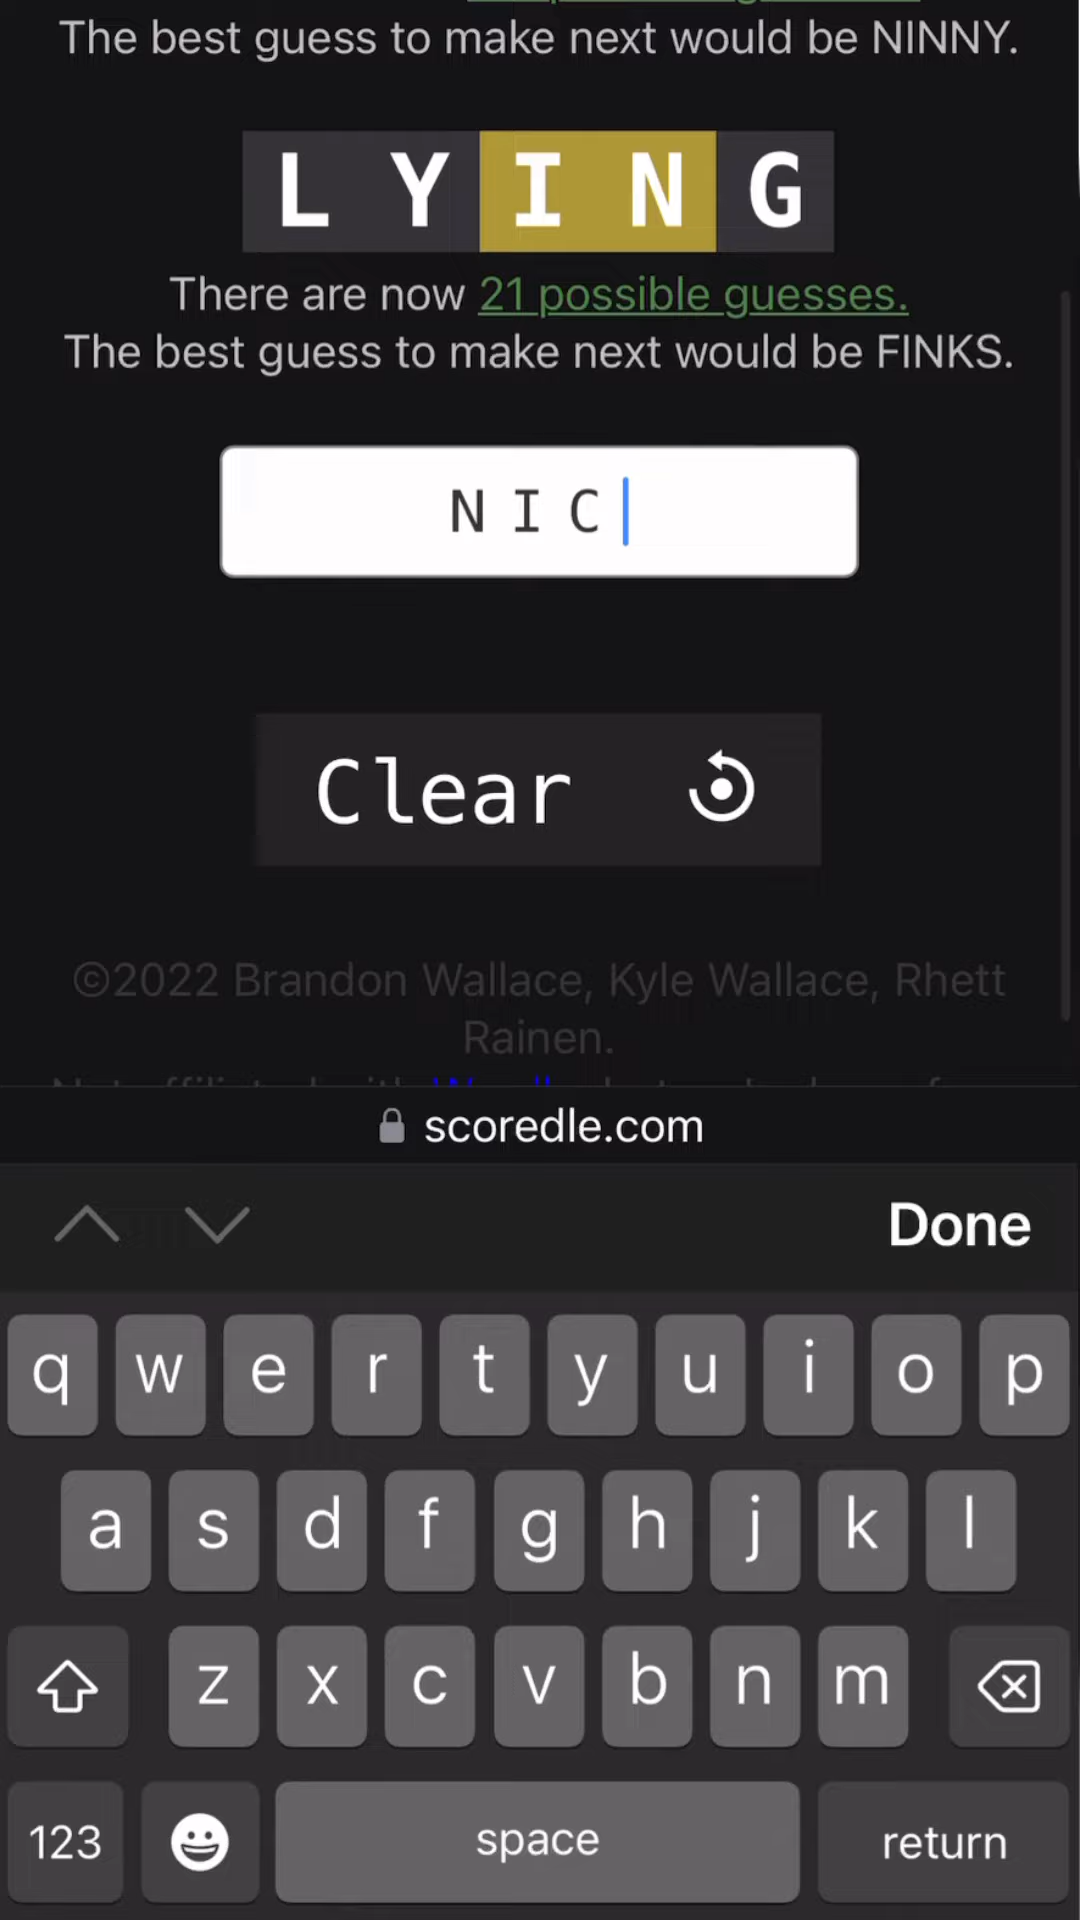 The best guess to make next would be NINNY.
L Y I N G
There are now 21 possible guesses.
The best guess to make next would be FINKS.
N I C
Clear
©2022 Brandon Wallace, Kyle Wallace, Rhett
Rainen.
scoredle.com
Done
q w e r t y u i o p
a s d f g h j k l
z x c v b n m
123 space return